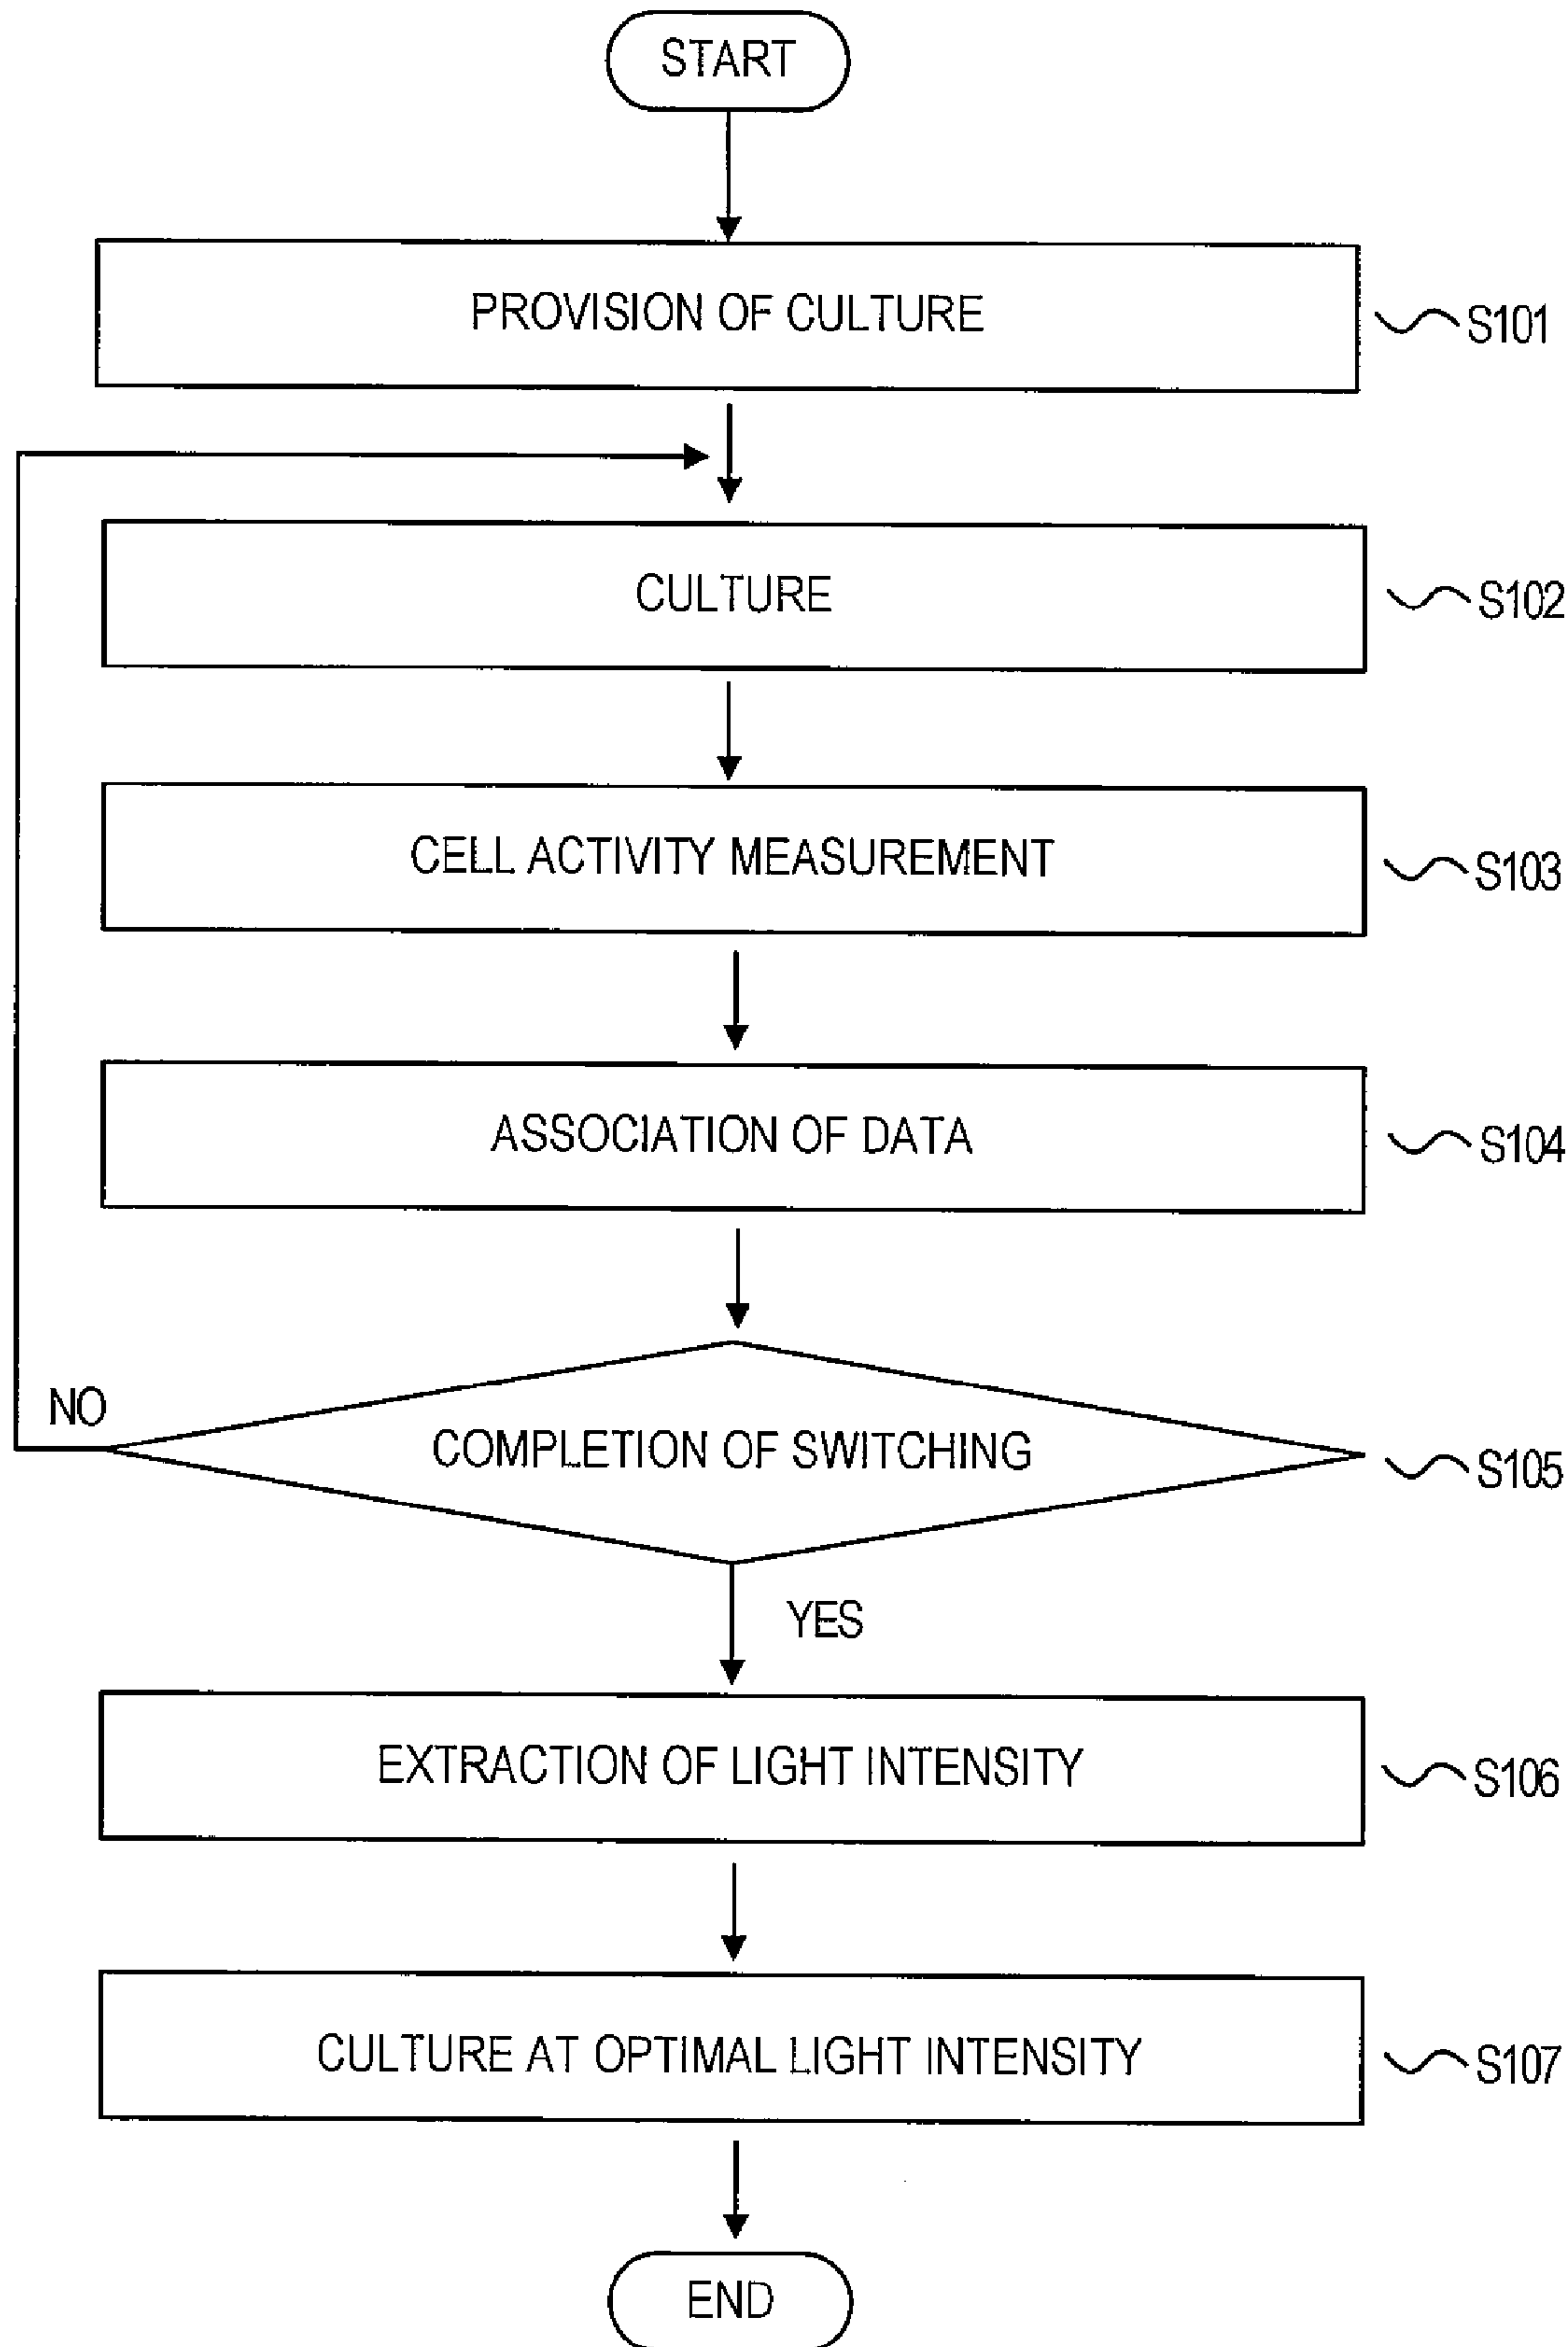 START
PROVISION OF CULTURE
S101
CULTURE
S102
CELL ACTIVITY MEASUREMENT
S103
ASSOCIATION OF DATA
S104
NO
COMPLETION OF SWITCHING
S105
YES
EXTRACTION OF LIGHT INTENSITY
S106
CULTURE AT OPTIMAL LIGHT INTENSITY
S107
END